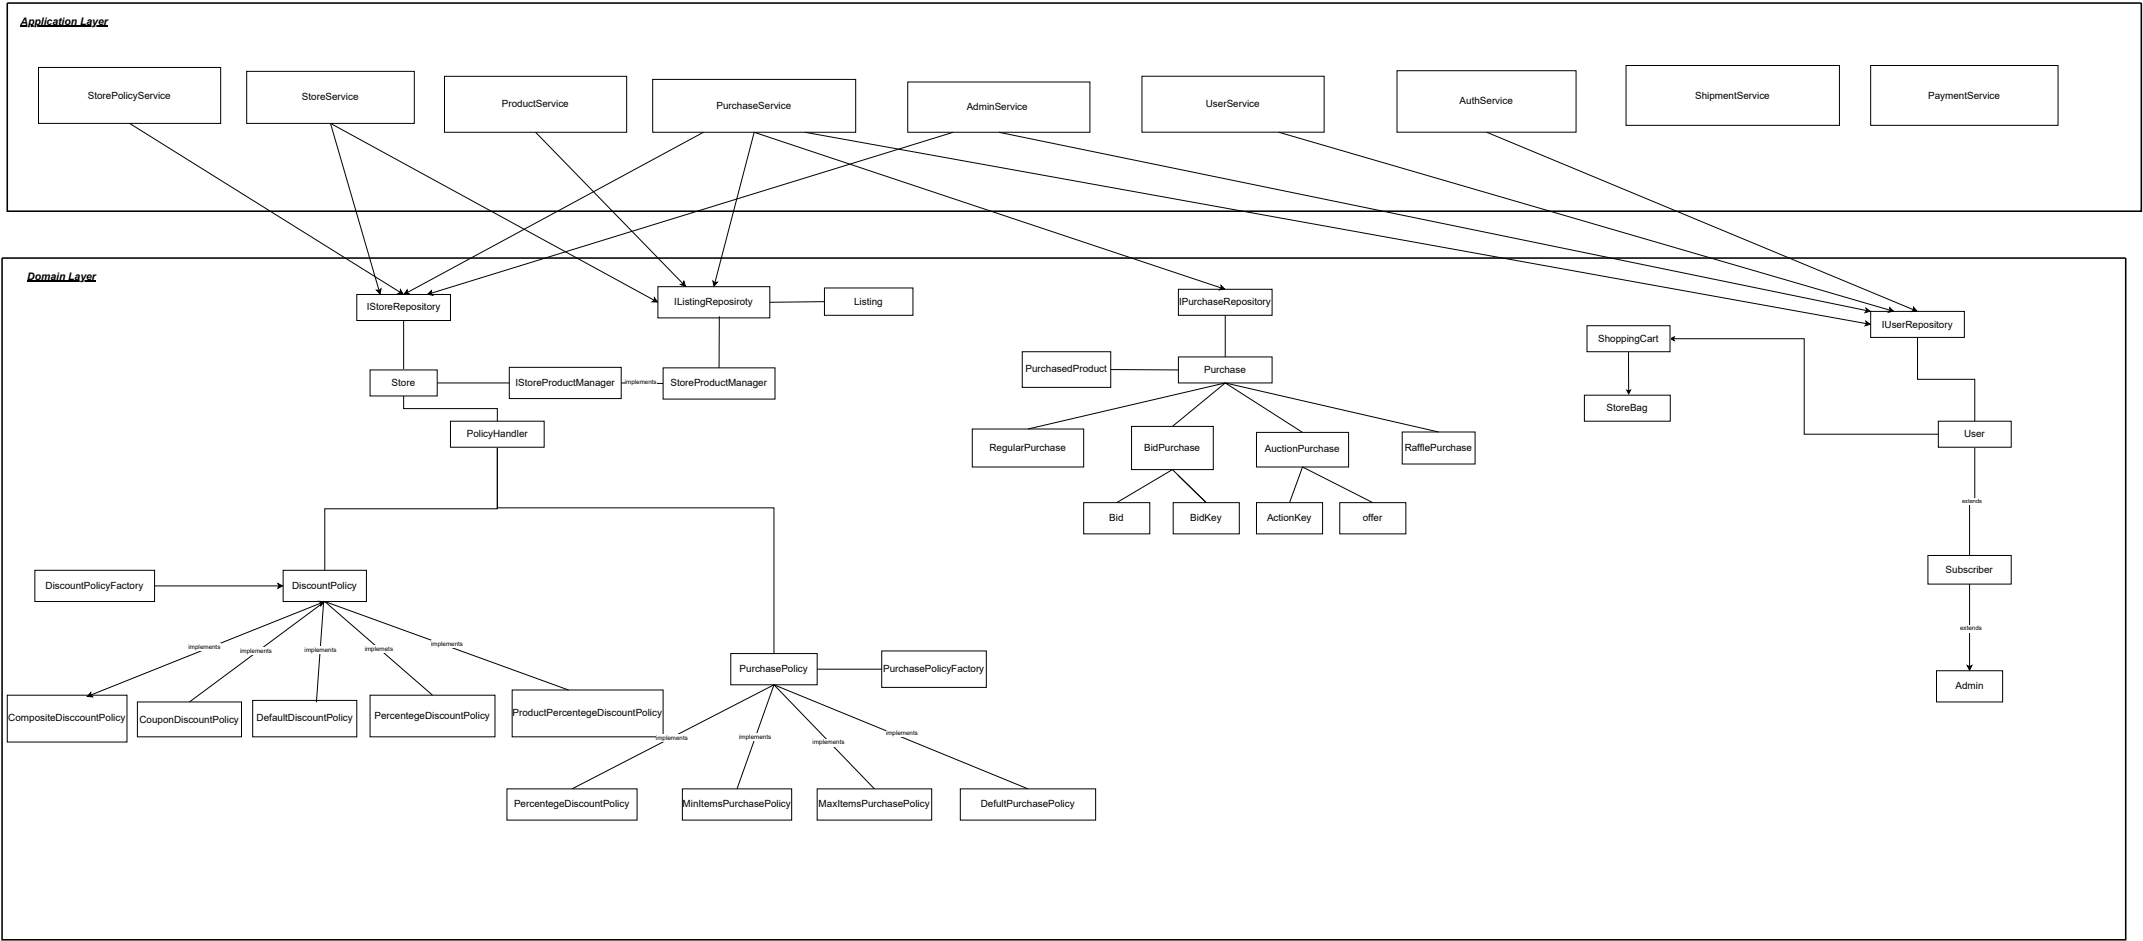 Application Layer
StorePolicyService
StoreService
ProductService
PurchaseService
AdminService
UserService
AuthService
ShipmentService
PaymentService
Domain Layer
IStoreRepository
IListingReposiroty
Listing
IPurchaseRepository
IUserRepository
ShoppingCart
Store
IStoreProductManager
implements
StoreProductManager
PurchasedProduct
Purchase
StoreBag
PolicyHandler
User
RegularPurchase
BidPurchase
AuctionPurchase
RafflePurchase
extends
Bid
BidKey
ActionKey
offer
DiscountPolicyFactory
DiscountPolicy
Subscriber
extends
implements
implements
implements
implemets
implements
PurchasePolicy
PurchasePolicyFactory
Admin
CompositeDisccountPolicy
CouponDiscountPolicy
DefaultDiscountPolicy
PercentegeDiscountPolicy
ProductPercentegeDiscountPolicy
implements
implements
implements
implements
PercentegeDiscountPolicy
MinItemsPurchasePolicy
MaxItemsPurchasePolicy
DefultPurchasePolicy